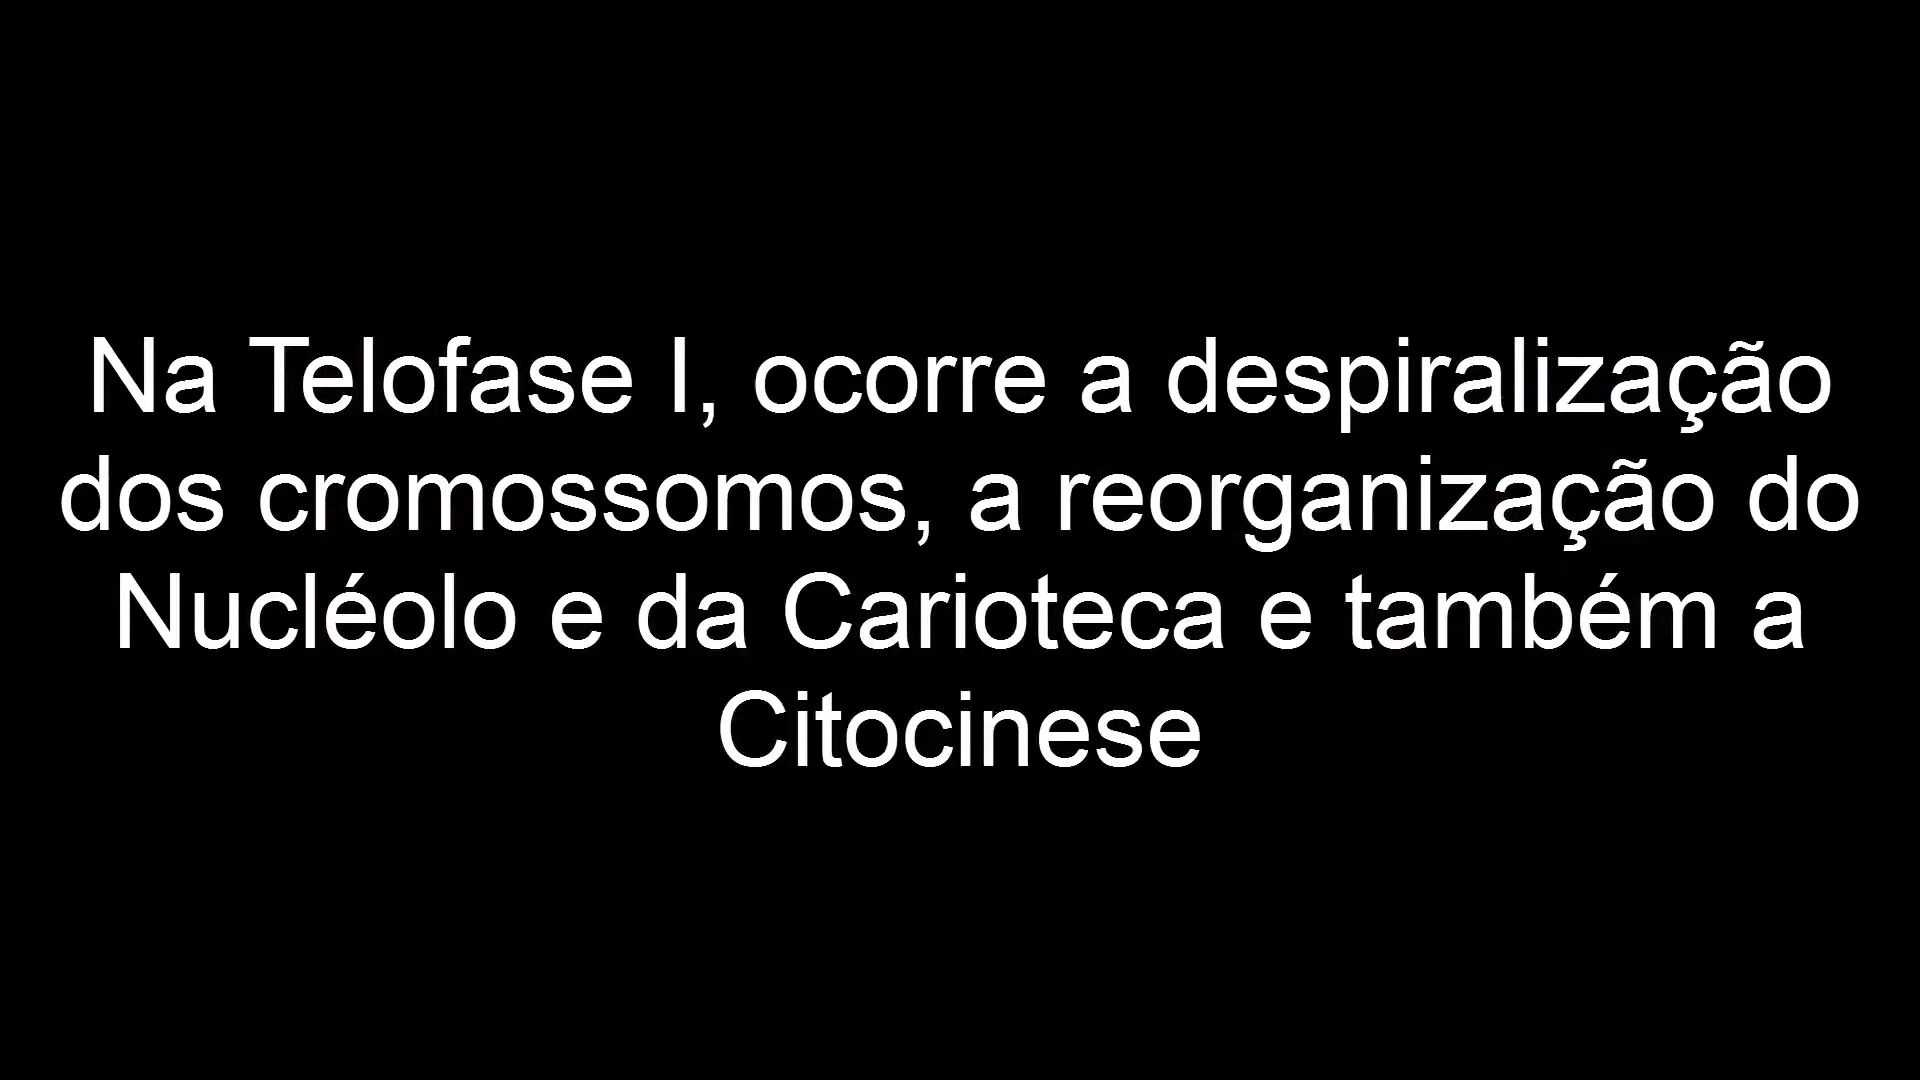 Na Telofase I, ocorre a despiralização
dos cromossomos, a reorganização do
Nucléolo e da Carioteca e também a
Citocinese